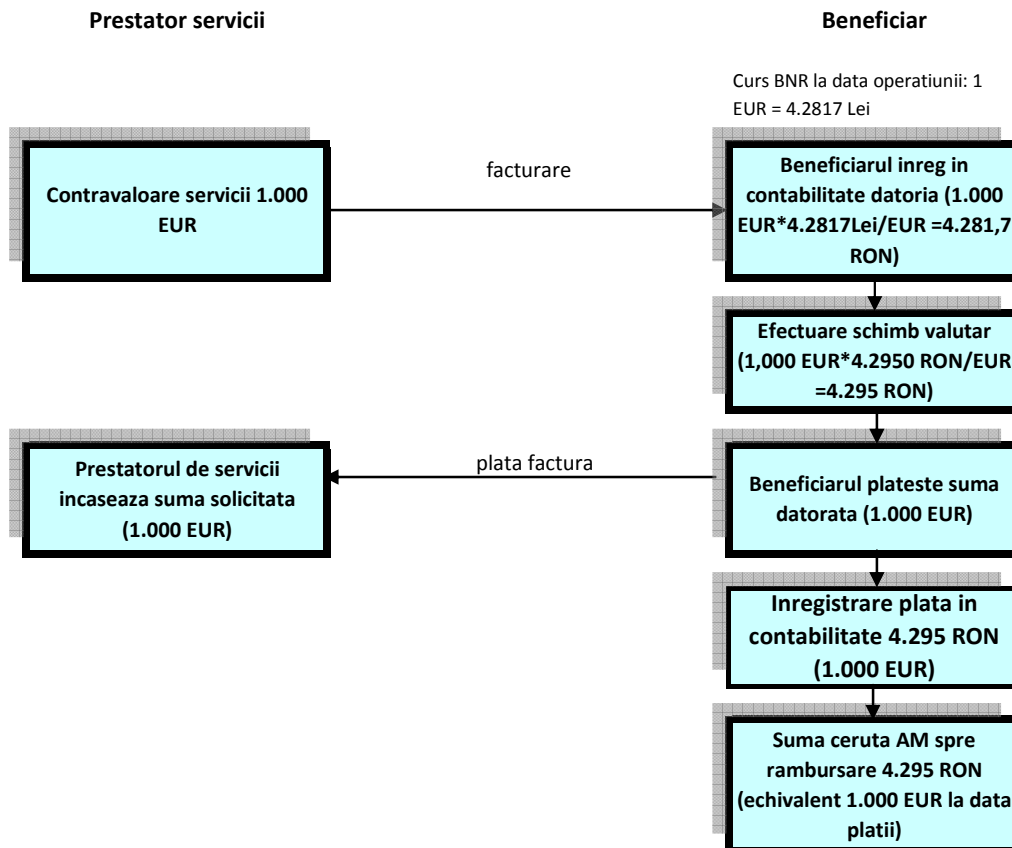 Prestator servicii
Beneficiar
Curs BNR la data operatiunii: 1
EUR = 4.2817 Lei
Contravaloare servicii 1.000
EUR
facturare
Beneficiarul inreg in
contabilitate datoria (1.000
EUR*4.2817Lei/EUR =4.281,7
RON)
Efectuare schimb valutar
(1,000 EUR*4.2950 RON/EUR
=4.295 RON)
Prestatorul de servicii
incaseaza suma solicitata
(1.000 EUR)
plata factura
Beneficiarul plateste suma
datorata (1.000 EUR)
Inregistrare plata in
contabilitate 4.295 RON
(1.000 EUR)
Suma ceruta AM spre
rambursare 4.295 RON
(echivalent 1.000 EUR la data
platii)